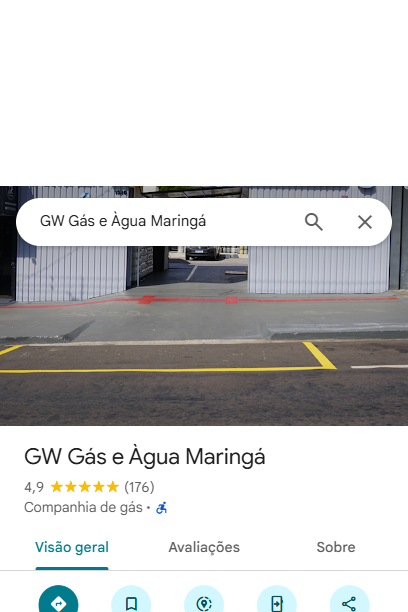 GW Gás e Àgua Maringá
GW Gás e Àgua Maringá
4,9 (176)
Companhia de gás ·
Visão geral Avaliações Sobre